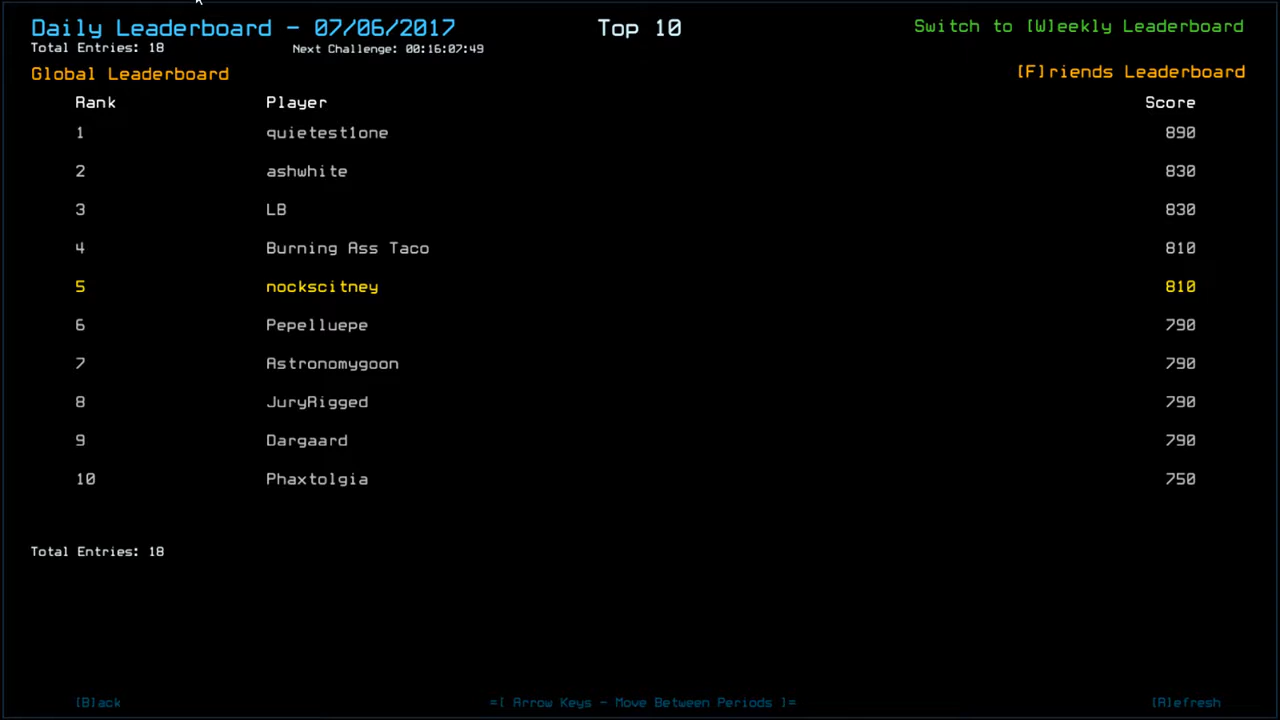 Daily Leaderboard - 07/06/2017 Top 10 Switch to [W]eekly Leaderboard
Total Entries: 18 Next Challenge: 00:16:07:49
Global Leaderboard [F]riends Leaderboard
Rank Player Score
1 quietest1one 890
2 ashwhite 830
3 LB 830
4 Burning Ass Taco 810
5 nockscitney 810
6 Pepelluepe 790
7 Astronomygoon 790
8 JuryRigged 790
9 Dargaard 790
10 Phaxtolgia 750
Total Entries: 18
[B]ack =[ Arrow Keys - Move Between Periods ]= [R]efresh